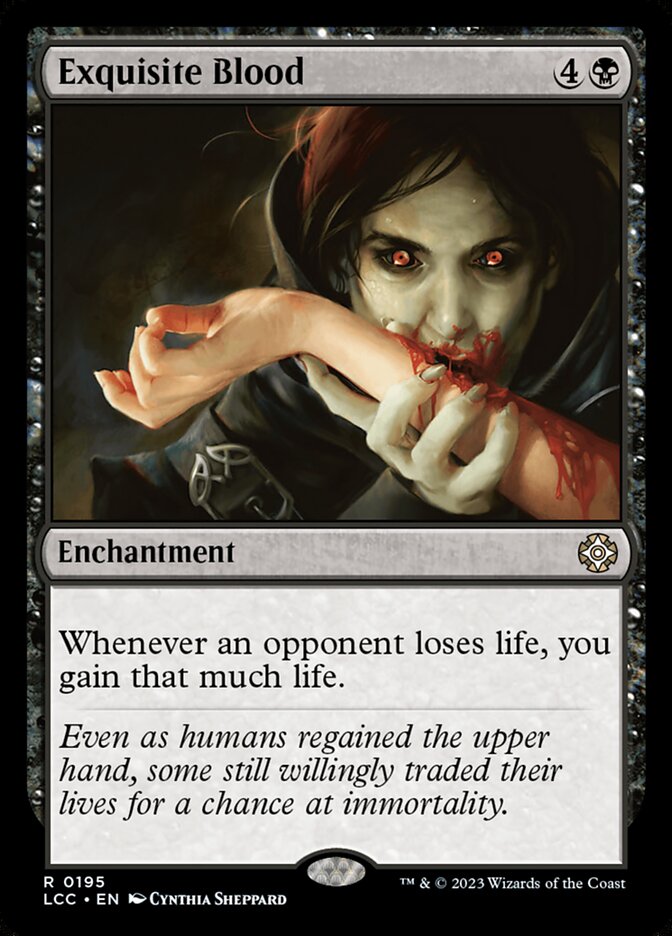 Exquisite Blood 4
Enchantment
Whenever an opponent loses life, you
gain that much life.
Even as humans regained the upper
hand, some still willingly traded their
lives for a chance at immortality.
R 0195
LCC • EN Cynthia Sheppard
™ & © 2023 Wizards of the Coast